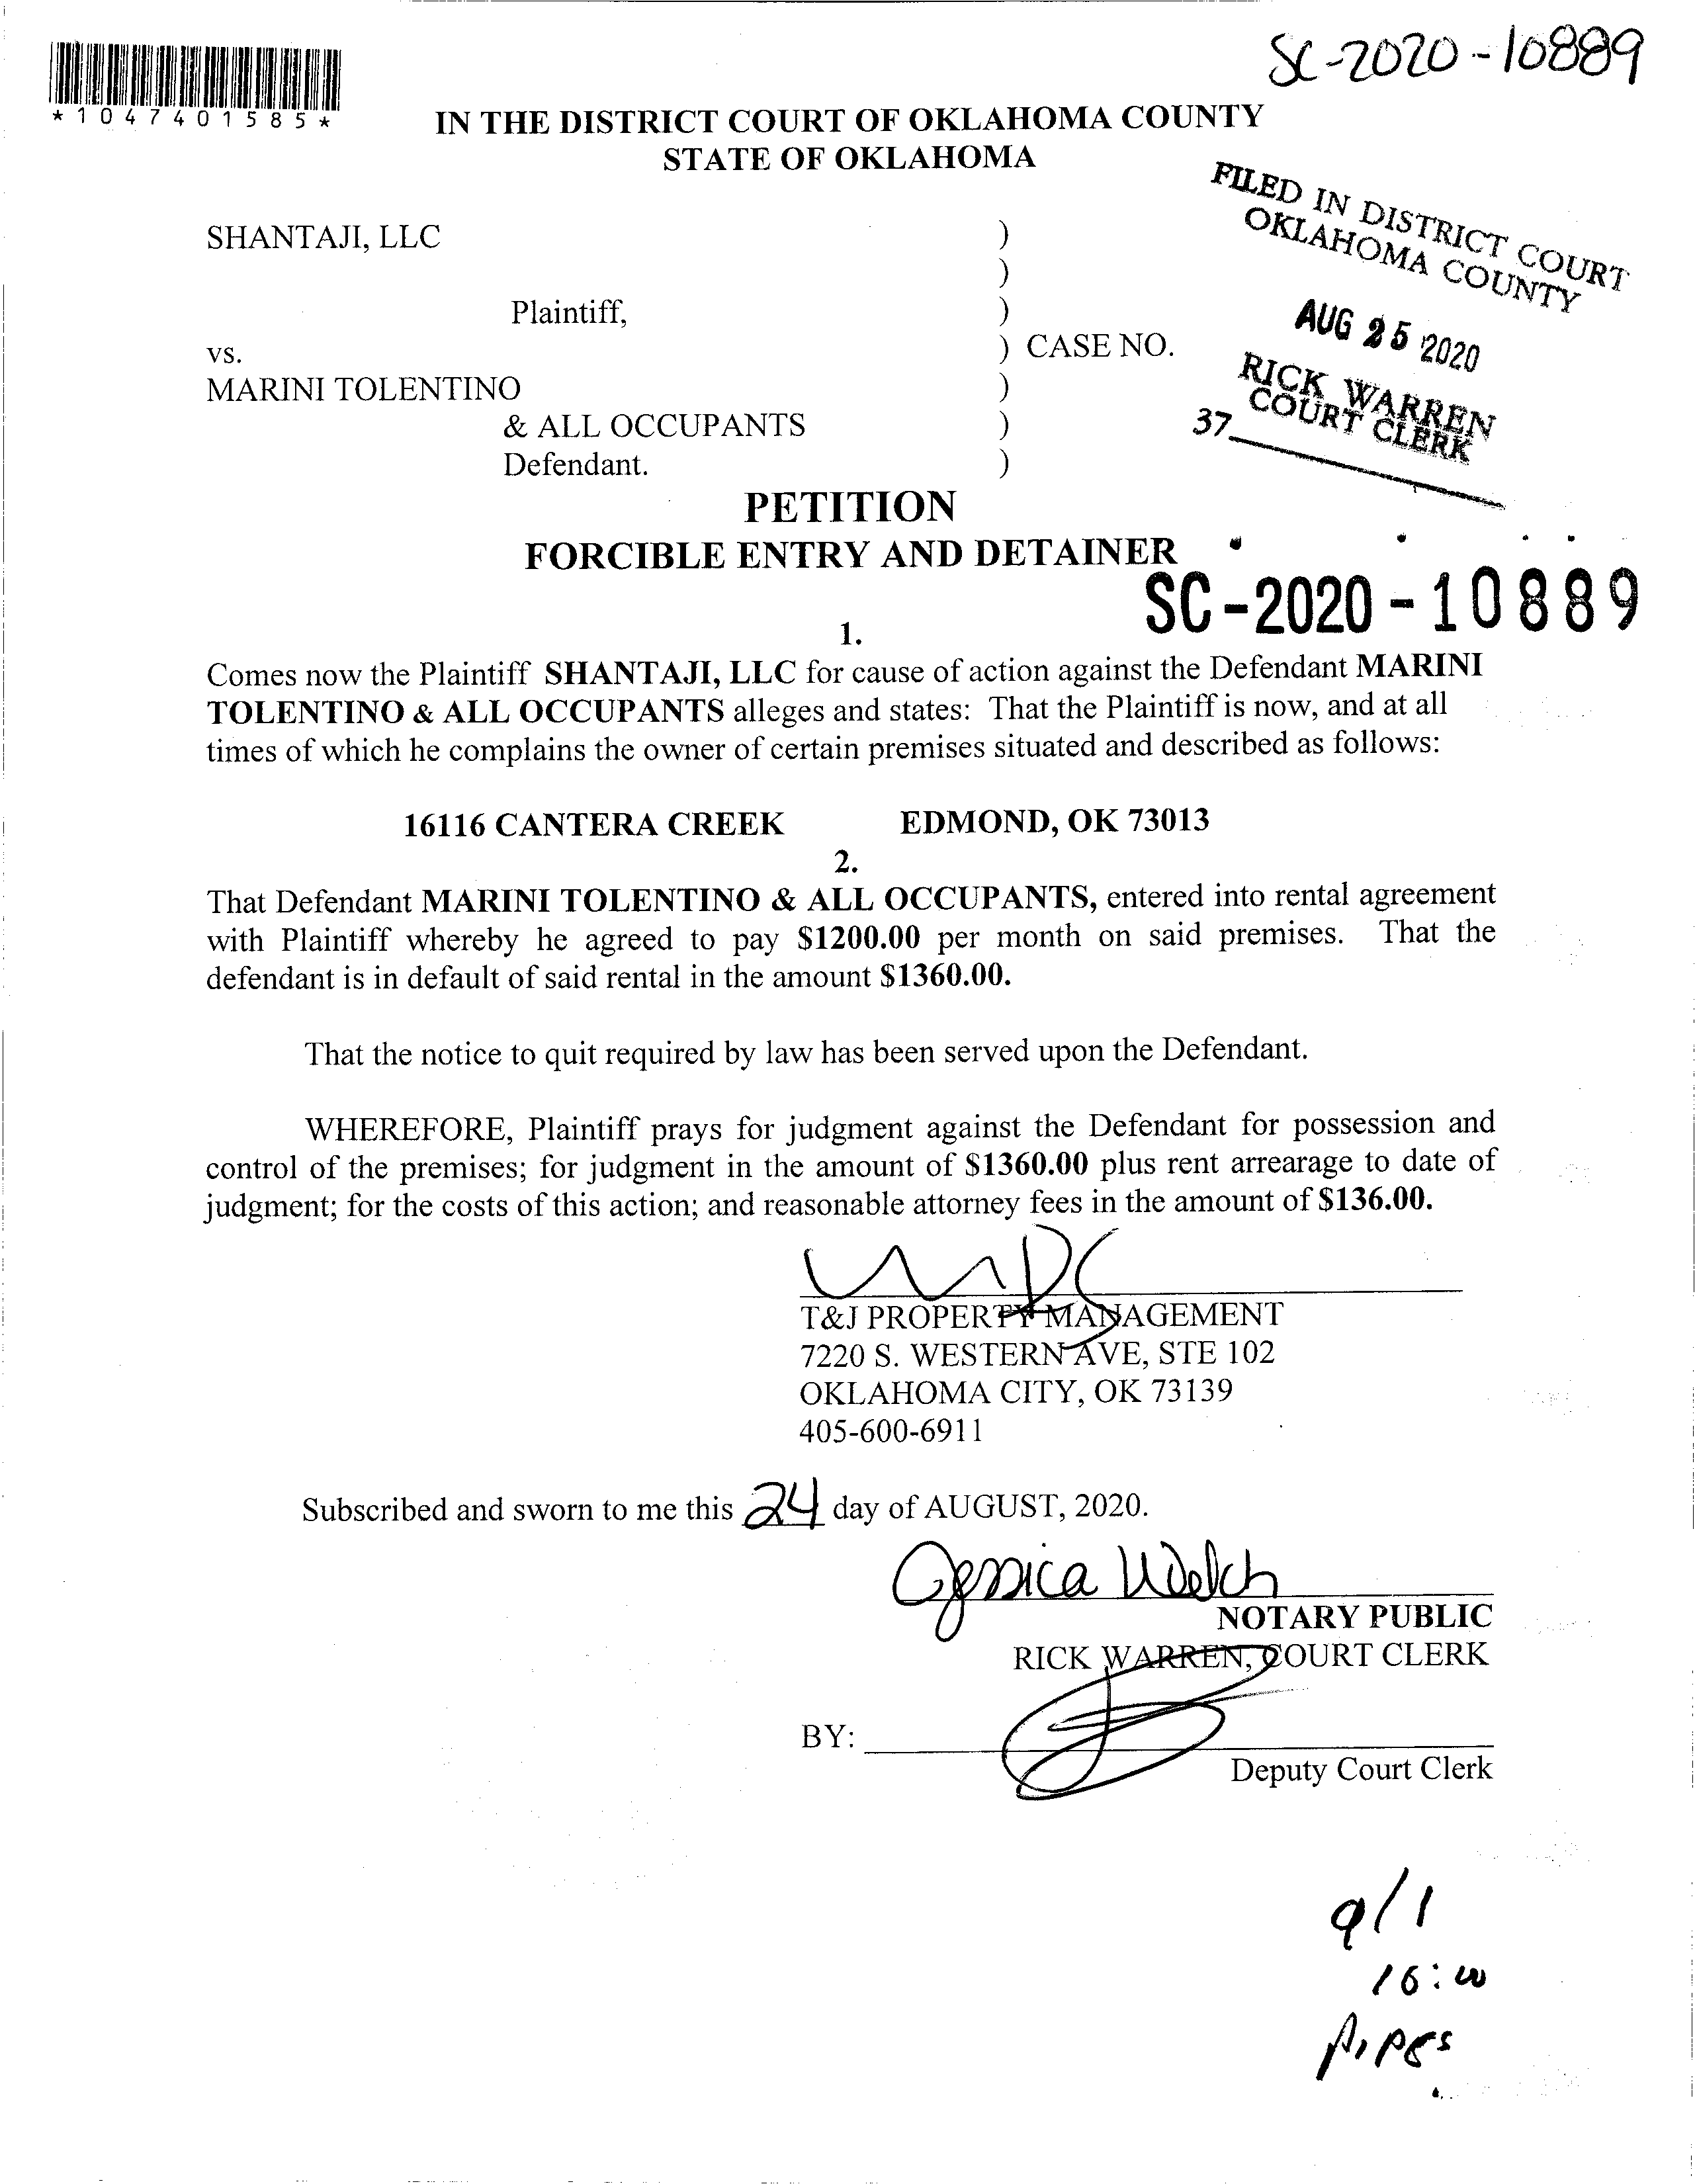 SC-2020-10889
*1047401585*
IN THE DISTRICT COURT OF OKLAHOMA COUNTY
STATE OF OKLAHOMA
FILED IN DISTRICT COURT
OKLAHOMA COUNTY
AUG 25 2020
RICK WARREN
COURT CLERK
37
SHANTAJI, LLC )
)
Plaintiff, )
vs. ) CASE NO.
MARINI TOLENTINO )
& ALL OCCUPANTS )
Defendant. )
PETITION
FORCIBLE ENTRY AND DETAINER
SC-2020-10889
1.
Comes now the Plaintiff SHANTAJI, LLC for cause of action against the Defendant MARINI
TOLENTINO & ALL OCCUPANTS alleges and states: That the Plaintiff is now, and at all
times of which he complains the owner of certain premises situated and described as follows:
16116 CANTERA CREEK EDMOND, OK 73013
2.
That Defendant MARINI TOLENTINO & ALL OCCUPANTS, entered into rental agreement
with Plaintiff whereby he agreed to pay $1200.00 per month on said premises. That the
defendant is in default of said rental in the amount $1360.00.
That the notice to quit required by law has been served upon the Defendant.
WHEREFORE, Plaintiff prays for judgment against the Defendant for possession and
control of the premises; for judgment in the amount of $1360.00 plus rent arrearage to date of
judgment; for the costs of this action; and reasonable attorney fees in the amount of $136.00.
T&J PROPERTY MANAGEMENT
7220 S. WESTERN AVE, STE 102
OKLAHOMA CITY, OK 73139
405-600-6911
Subscribed and sworn to me this 24 day of AUGUST, 2020.
Jessica Welch
NOTARY PUBLIC
RICK WARREN, COURT CLERK
BY:
Deputy Court Clerk
9/1